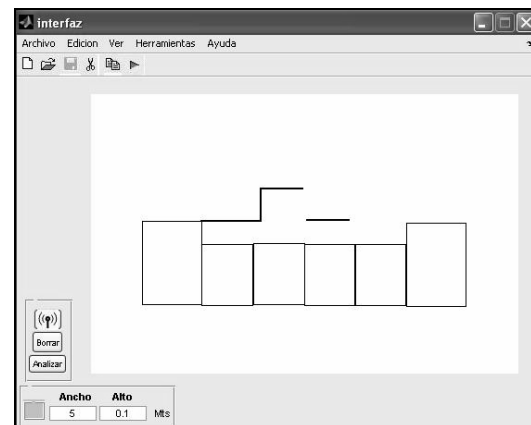 interfaz
Archivo Edicion Ver Herramientas Ayuda
Borrar
Analizar
Ancho Alto
5 0.1 Mts